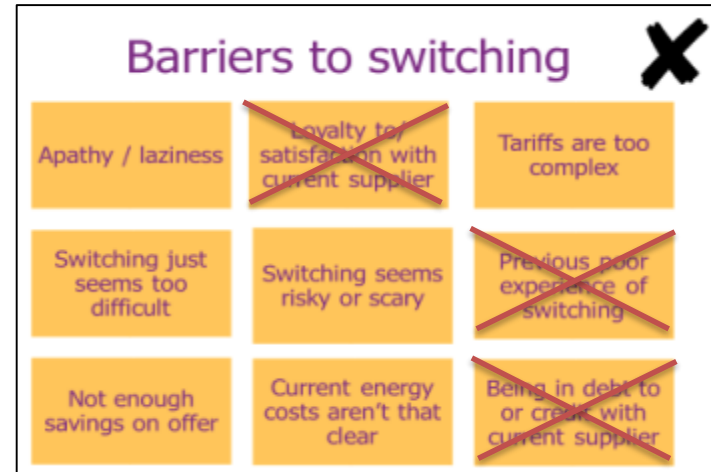 Barriers to switching
Apathy / laziness
Loyalty to/
satisfaction with
current supplier
Tariffs are too
complex
Switching just
seems too
difficult
Switching seems
risky or scary
Previous poor
experience of
switching
Not enough
savings on offer
Current energy
costs aren't that
clear
Being in debt to
or credit with
current supplier